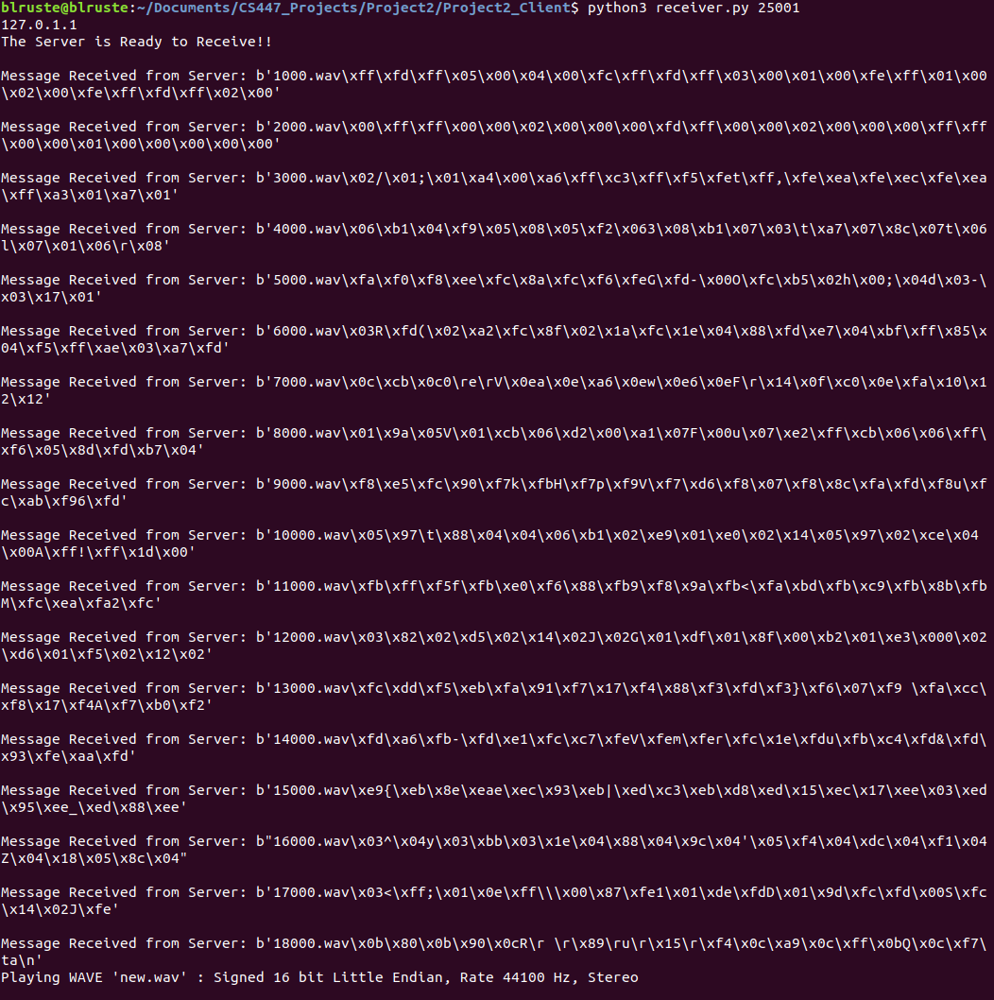 blruste@blruste:~/Documents/CS447_Projects/Project2/Project2_Client$ python3 receiver.py 25001
127.0.1.1
The Server is Ready to Receive!!
Message Received from Server: b'1000.wav\xff\xfd\xff\x05\x00\x04\x00\xfc\xff\xfd\xff\x03\x00\x01\x00\xfe\xff\x01\x00
\x02\x00\xfe\xff\xfd\xff\x02\x00'
Message Received from Server: b'2000.wav\x00\xff\xff\x00\x00\x02\x00\x00\x00\xfd\xff\x00\x00\x02\x00\x00\x00\xff\xff
\x00\x00\x01\x00\x00\x00\x00\x00'
Message Received from Server: b'3000.wav\x02/\x01;\x01\xa4\x00\xa6\xff\xc3\xff\xf5\xfet\xff,\xfe\xea\xfe\xec\xfe\xea
\xff\xa3\x01\xa7\x01'
Message Received from Server: b'4000.wav\x06\xb1\x04\xf9\x05\x08\x05\xf2\x063\x08\xb1\x07\x03\t\xa7\x07\x8c\x07t\x06
l\x07\x01\x06\r\x08'
Message Received from Server: b'5000.wav\xfa\xf0\xf8\xee\xfc\x8a\xfc\xf6\xfeG\xfd-\x00O\xfc\xb5\x02h\x00;\x04d\x03-\
x03\x17\x01'
Message Received from Server: b'6000.wav\x03R\xfd(\x02\xa2\xfc\x8f\x02\x1a\xfc\x1e\x04\x88\xfd\xe7\x04\xbf\xff\x85\x
04\xf5\xff\xae\x03\xa7\xfd'
Message Received from Server: b'7000.wav\x0c\xcb\x0c0\re\rV\x0ea\x0e\xa6\x0ew\x0e6\x0eF\r\x14\x0f\xc0\x0e\xfa\x10\x1
2\x12'
Message Received from Server: b'8000.wav\x01\x9a\x05V\x01\xcb\x06\xd2\x00\xa1\x07F\x00u\x07\xe2\xff\xcb\x06\x06\xff\
xf6\x05\x8d\xfd\xb7\x04'
Message Received from Server: b'9000.wav\xf8\xe5\xfc\x90\xf7k\xfbH\xf7p\xf9V\xf7\xd6\xf8\x07\xf8\x8c\xfa\xfd\xf8u\xf
c\xab\xf96\xfd'
Message Received from Server: b'10000.wav\x05\x97\t\x88\x04\x04\x06\xb1\x02\xe9\x01\xe0\x02\x14\x05\x97\x02\xce\x04
\x00A\xff!\xff\x1d\x00'
Message Received from Server: b'11000.wav\xfb\xff\xf5f\xfb\xe0\xf6\x88\xfb9\xf8\x9a\xfb<\xfa\xbd\xfb\xc9\xfb\x8b\xfb
M\xfc\xea\xfa2\xfc'
Message Received from Server: b'12000.wav\x03\x82\x02\xd5\x02\x14\x02J\x02G\x01\xdf\x01\x8f\x00\xb2\x01\xe3\x000\x02
\xd6\x01\xf5\x02\x12\x02'
Message Received from Server: b'13000.wav\xfc\xdd\xf5\xeb\xfa\x91\xf7\x17\xf4\x88\xf3\xfd\xf3}\xf6\x07\xf9 \xfa\xcc\
xf8\x17\xf4A\xf7\xb0\xf2'
Message Received from Server: b'14000.wav\xfd\xa6\xfb-\xfd\xe1\xfc\xc7\xfeV\xfem\xfer\xfc\x1e\xfdu\xfb\xc4\xfd&\xfd\
x93\xfe\xaa\xfd'
Message Received from Server: b'15000.wav\xe9{\xeb\x8e\xeae\xec\x93\xeb|\xed\xc3\xeb\xd8\xed\x15\xec\x17\xee\x03\xed
\x95\xee_\xed\x88\xee'
Message Received from Server: b"16000.wav\x03^\x04y\x03\xbb\x03\x1e\x04\x88\x04\x9c\x04'\x05\xf4\x04\xdc\x04\xf1\x04
Z\x04\x18\x05\x8c\x04"
Message Received from Server: b'17000.wav\x03<\xff;\x01\x0e\xff\\\x00\x87\xfe1\x01\xde\xfdD\x01\x9d\xfc\xfd\x00S\xfc
\x14\x02J\xfe'
Message Received from Server: b'18000.wav\x0b\x80\x0b\x90\x0cR\r \r\x89\ru\r\x15\r\xf4\x0c\xa9\x0c\xff\x0bQ\x0c\xf7\
ta\n'
Playing WAVE 'new.wav' : Signed 16 bit Little Endian, Rate 44100 Hz, Stereo